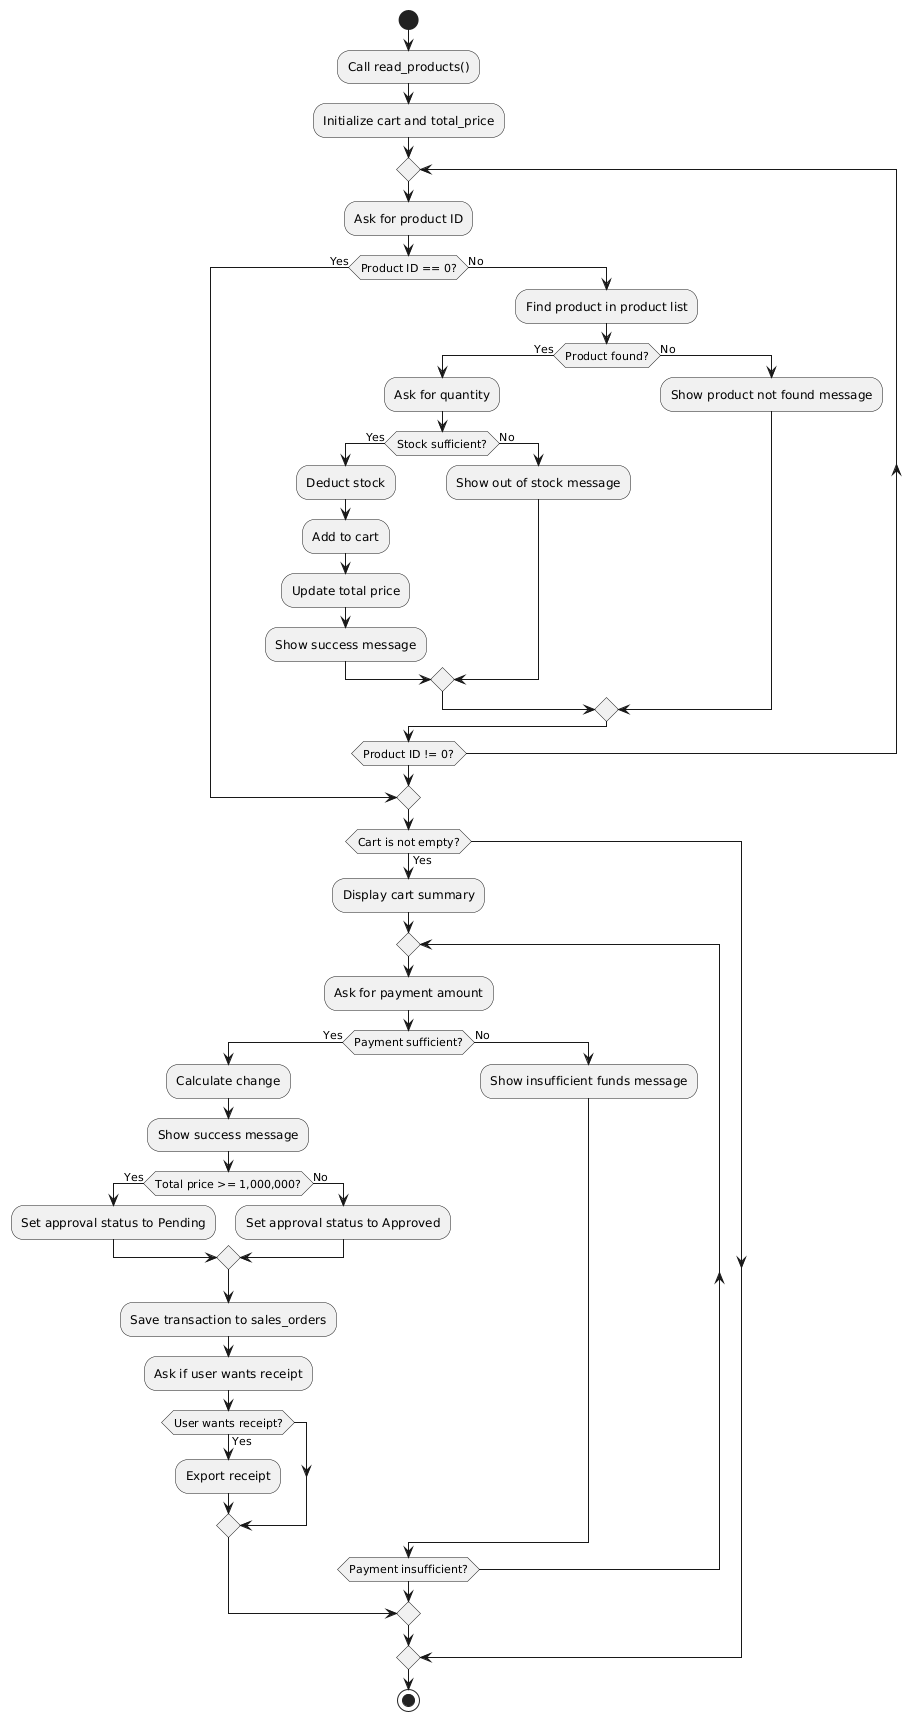 Call read_products()
Initialize cart and total_price
Ask for product ID
Yes
Product ID == 0?
No
Find product in product list
Yes
Product found?
No
Ask for quantity
Show product not found message
Yes
Stock sufficient?
No
Deduct stock
Show out of stock message
Add to cart
Update total price
Show success message
Product ID != 0?
Cart is not empty?
Yes
Display cart summary
Ask for payment amount
Yes
Payment sufficient?
No
Calculate change
Show insufficient funds message
Show success message
Yes
Total price >= 1,000,000?
No
Set approval status to Pending
Set approval status to Approved
Save transaction to sales_orders
Ask if user wants receipt
User wants receipt?
Yes
Export receipt
Payment insufficient?